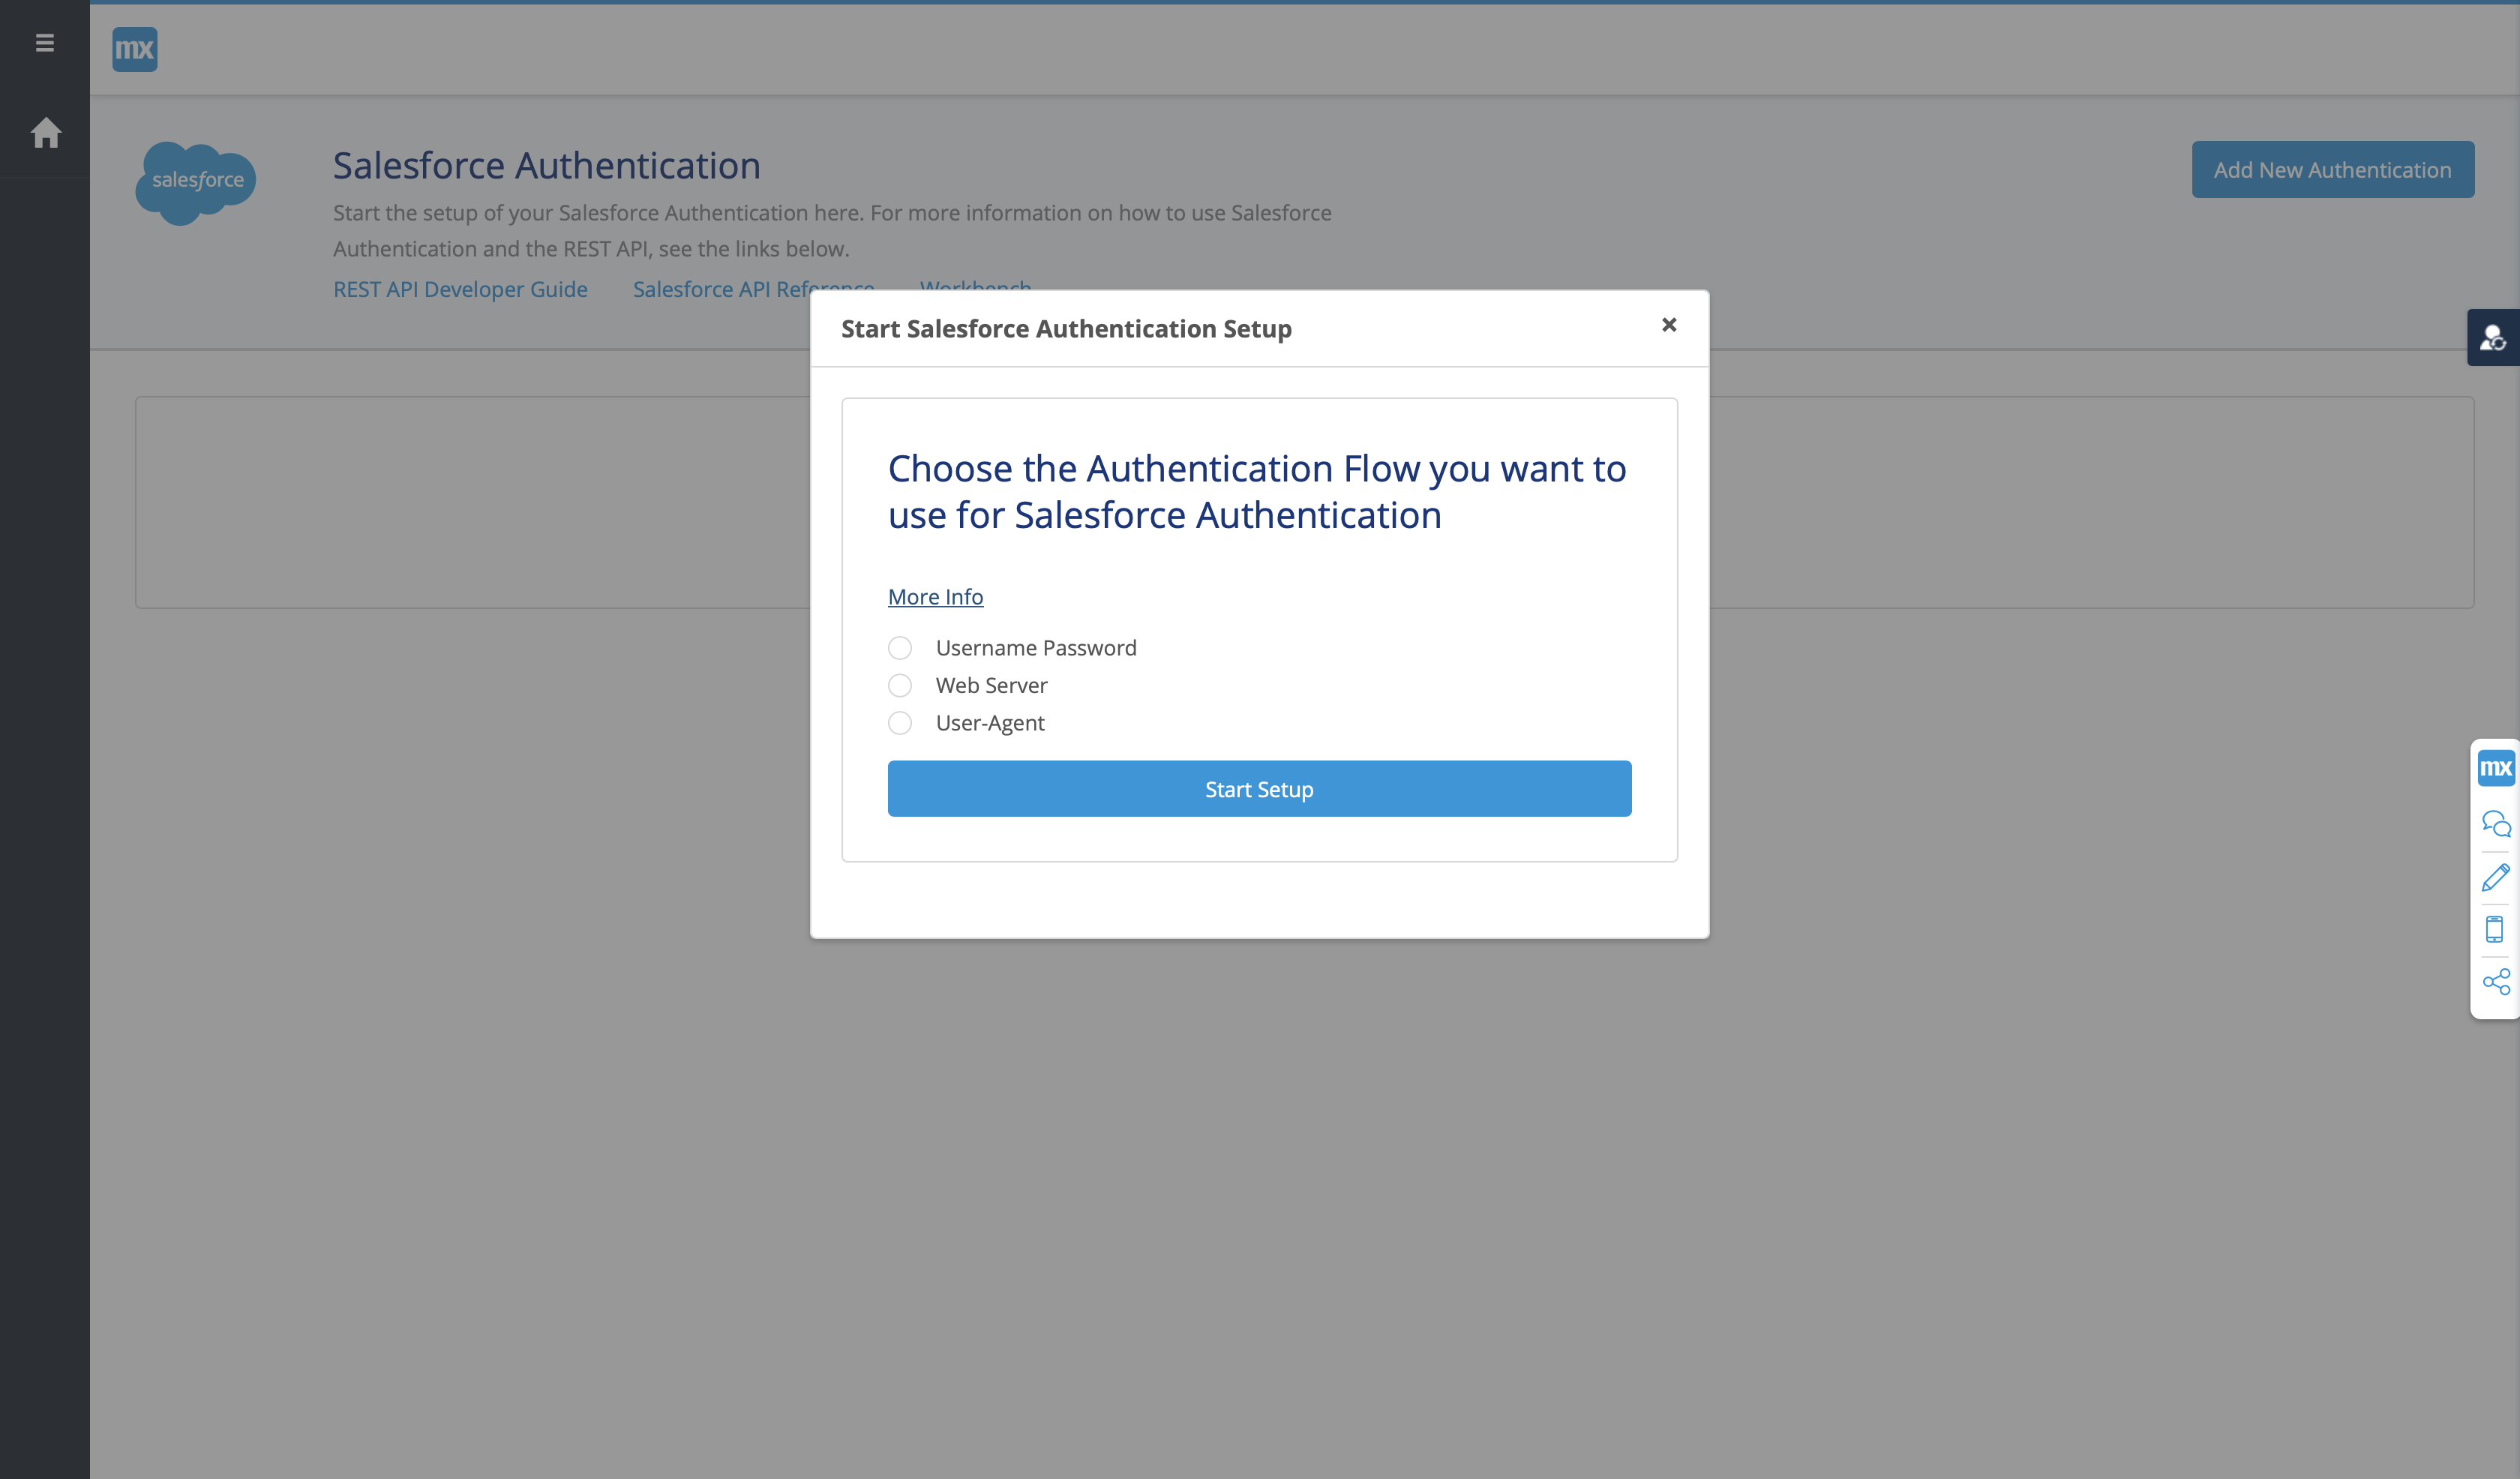 mx
salesforce
Salesforce Authentication
Add New Authentication
Start the setup of your Salesforce Authentication here. For more information on how to use Salesforce
Authentication and the REST API, see the links below.
REST API Developer Guide Salesforce API Reference Workbench
Start Salesforce Authentication Setup
Choose the Authentication Flow you want to
use for Salesforce Authentication
More Info
Username Password
Web Server
User-Agent
Start Setup
mx